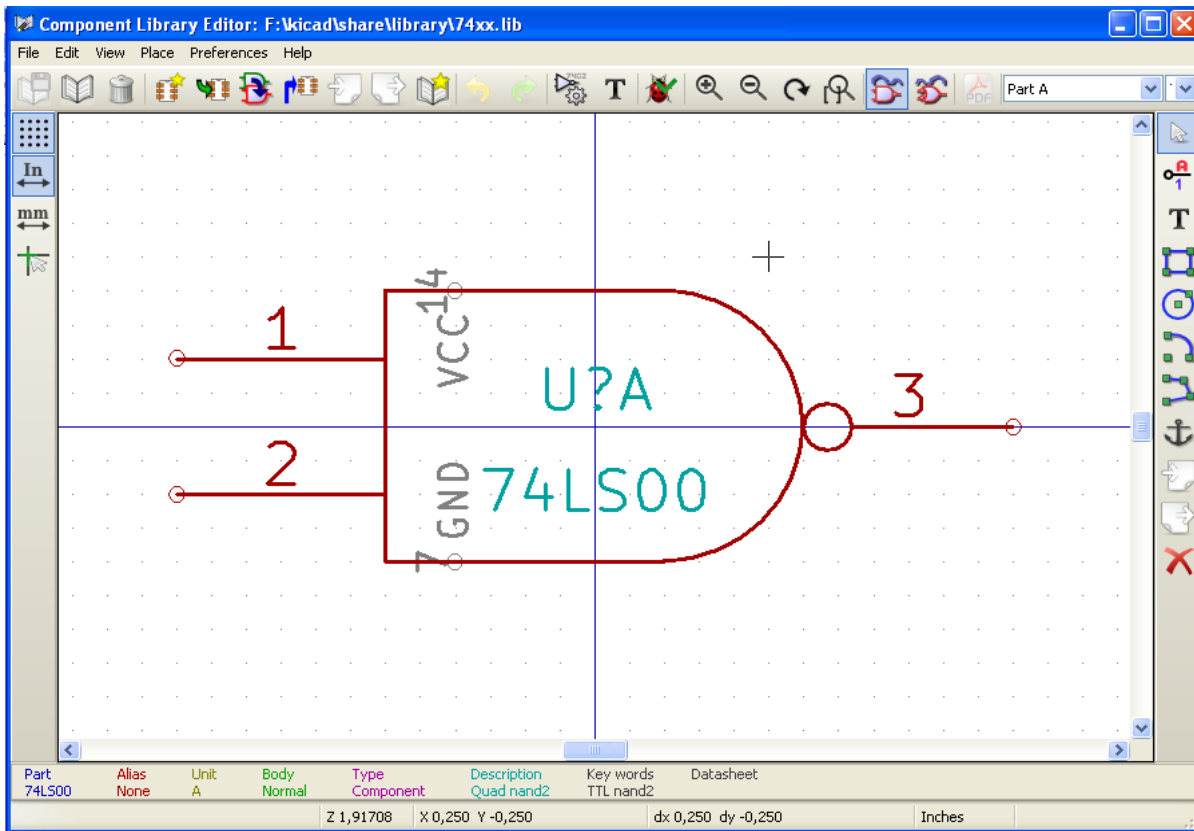 Component Library Editor: F:\kicad\share\library\74xx.lib
File Edit View Place Preferences Help
T PDF Part A
In
mm
A
1
T
14
VCC
1
U?A
3
2
GND
74LS00
7
Part Alias Unit Body Type Description Key words Datasheet
74LS00 None A Normal Component Quad nand2 TTL nand2
Z 1,91708 X 0,250 Y -0,250 dx 0,250 dy -0,250 Inches